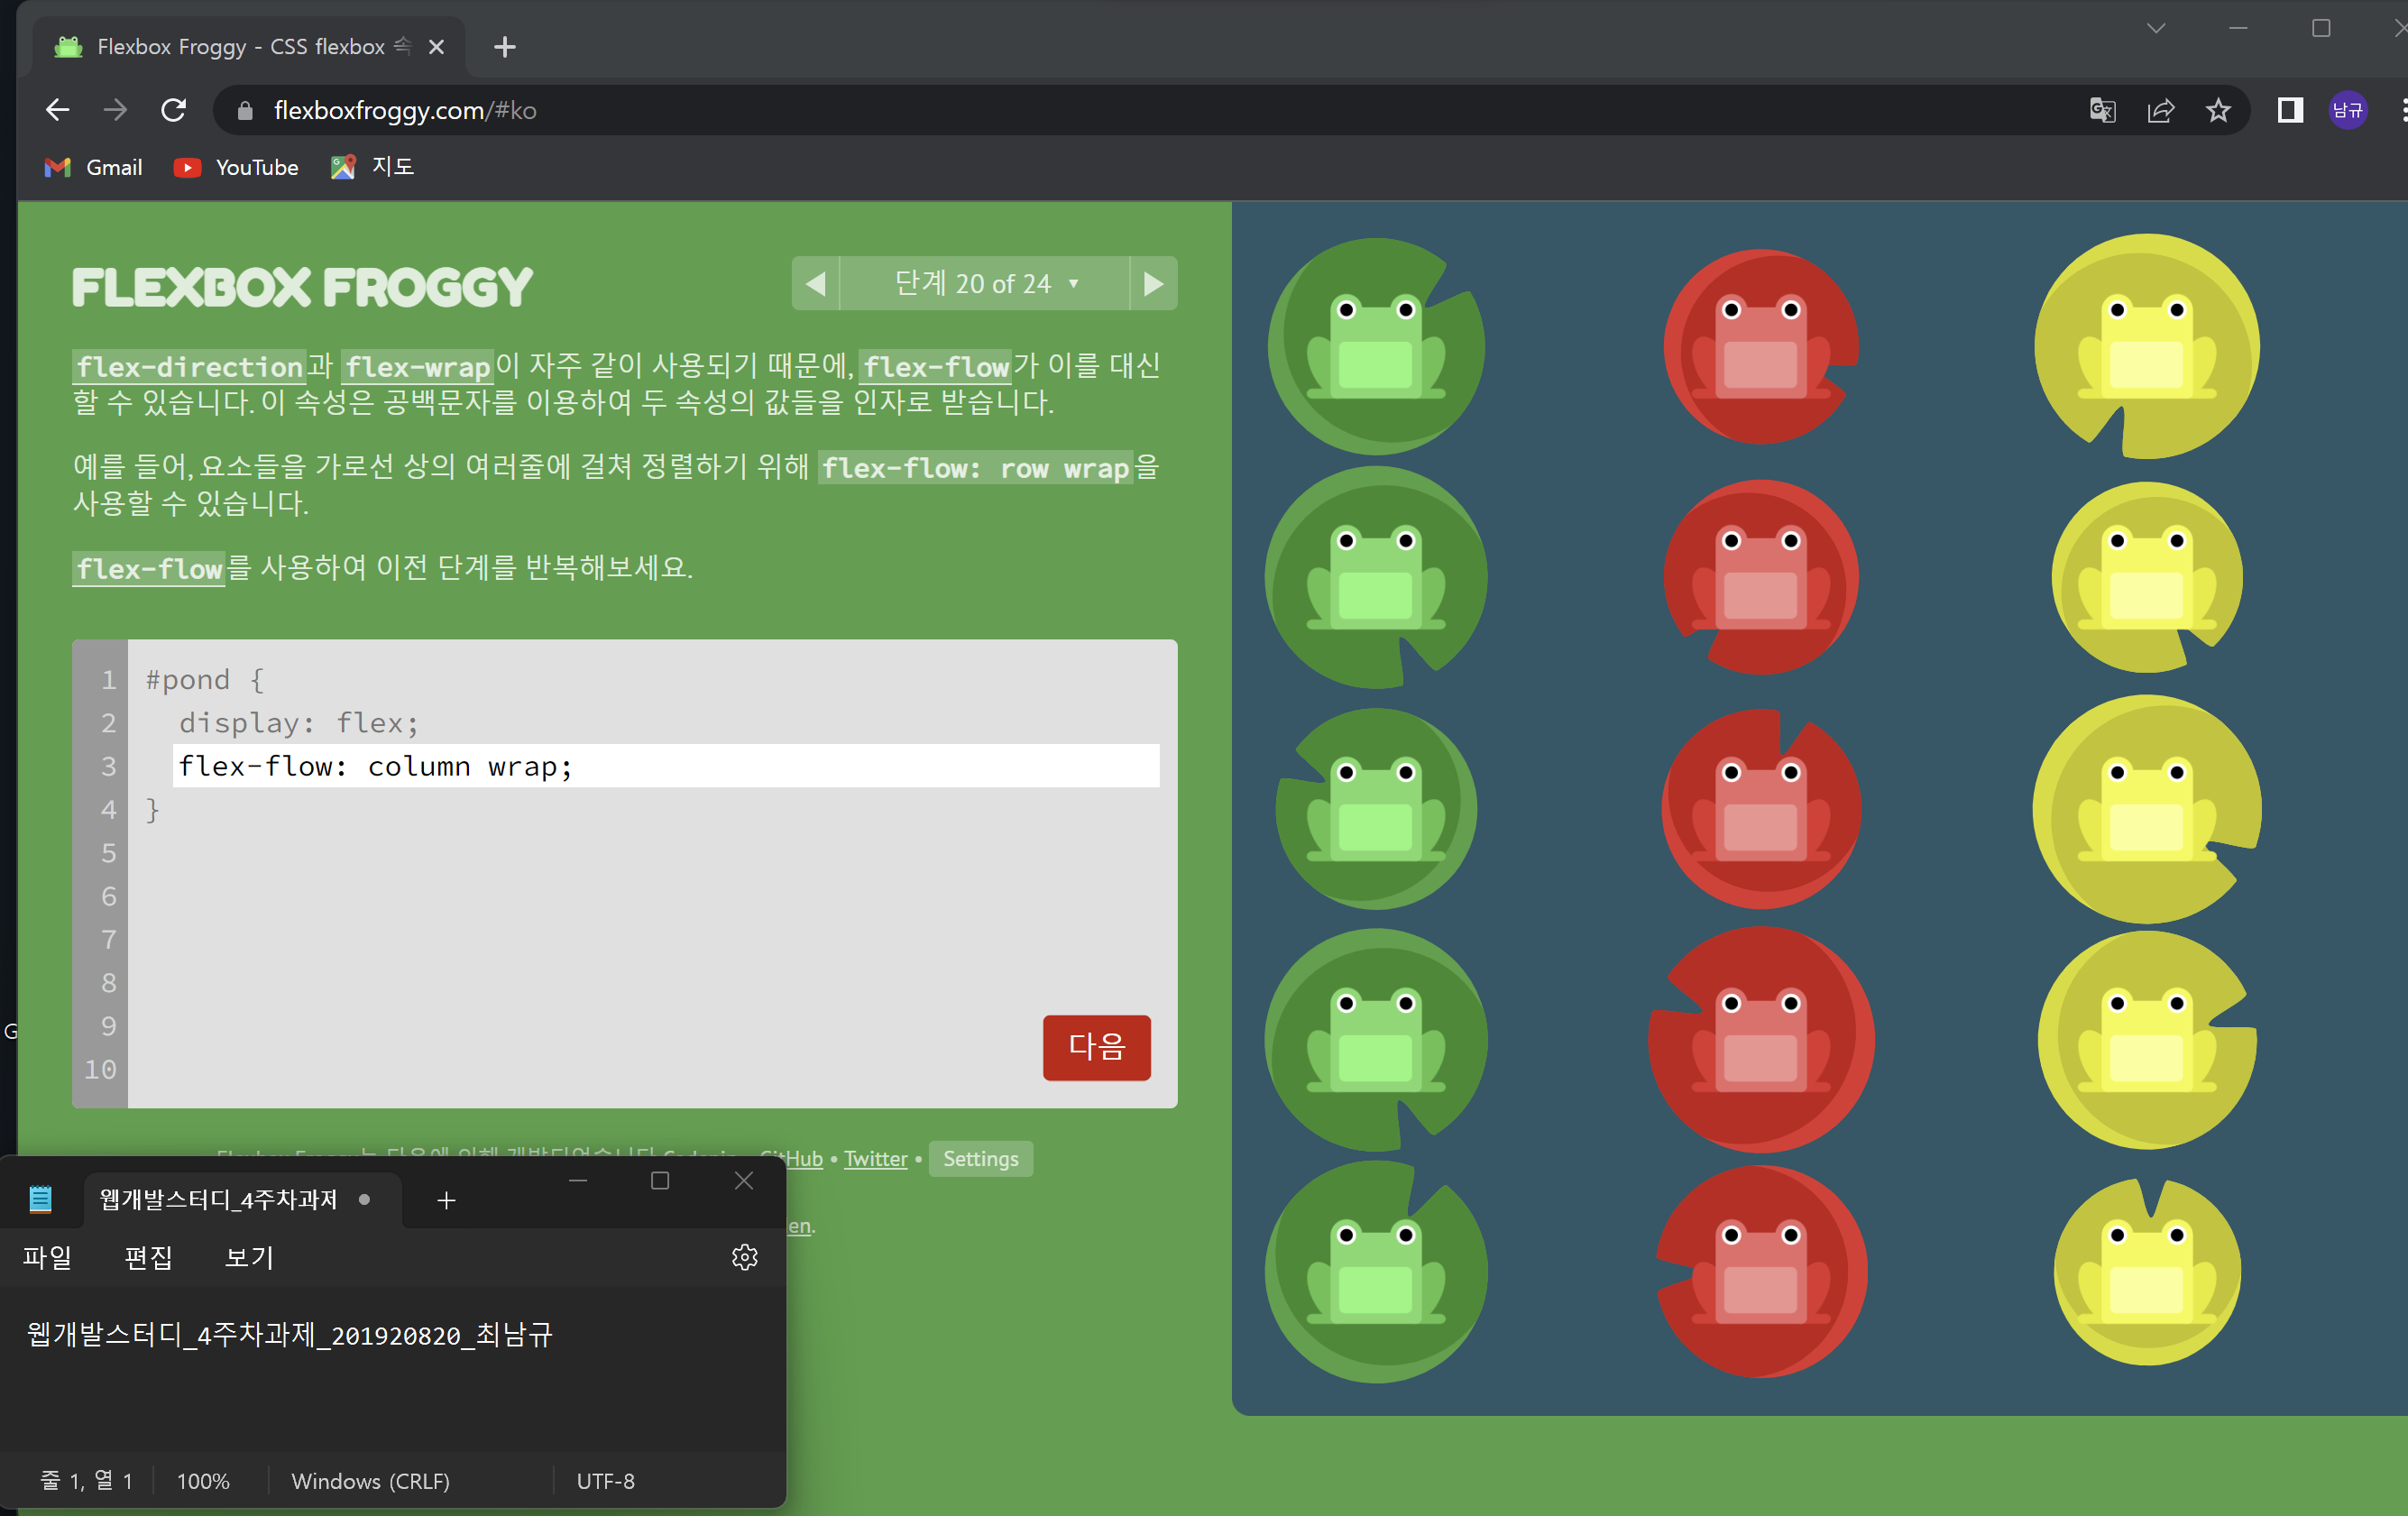 Flexbox Froggy - CSS flexbox 속
flexboxfroggy.com/#ko
남규
Gmail
YouTube
지도
FLEXBOX FROGGY
단계 20 of 24 ▼
flex-direction과 flex-wrap이 자주 같이 사용되기 때문에, flex-flow가 이를 대신
할 수 있습니다. 이 속성은 공백문자를 이용하여 두 속성의 값들을 인자로 받습니다.
예를 들어, 요소들을 가로선 상의 여러줄에 걸쳐 정렬하기 위해 flex-flow: row wrap을
사용할 수 있습니다.
flex-flow를 사용하여 이전 단계를 반복해보세요.
1 #pond {
2 display: flex;
3 flex-flow: column wrap;
4 }
5
6
7
8
9
10
다음
G
GitHub • Twitter • Settings
en.
웹개발스터디_4주차과제
파일 편집 보기
웹개발스터디_4주차과제_201920820_최남규
줄 1, 열 1
100%
Windows (CRLF)
UTF-8